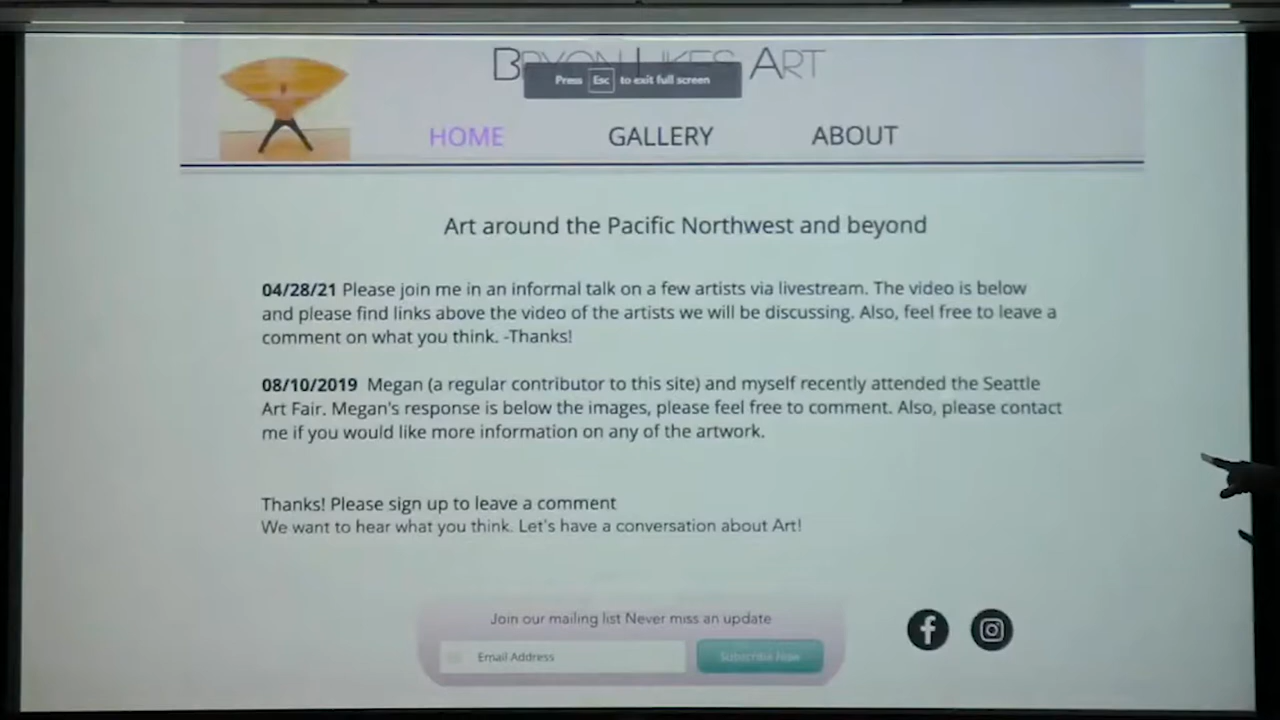 BRYON LIKES ART
Press Esc to exit full screen
HOME GALLERY ABOUT
Art around the Pacific Northwest and beyond
04/28/21 Please join me in an informal talk on a few artists via livestream. The video is below
and please find links above the video of the artists we will be discussing. Also, feel free to leave a
comment on what you think. -Thanks!
08/10/2019 Megan (a regular contributor to this site) and myself recently attended the Seattle
Art Fair. Megan's response is below the images, please feel free to comment. Also, please contact
me if you would like more information on any of the artwork.
Thanks! Please sign up to leave a comment
We want to hear what you think. Let's have a conversation about Art!
Join our mailing list Never miss an update
Email Address
Subscribe Now